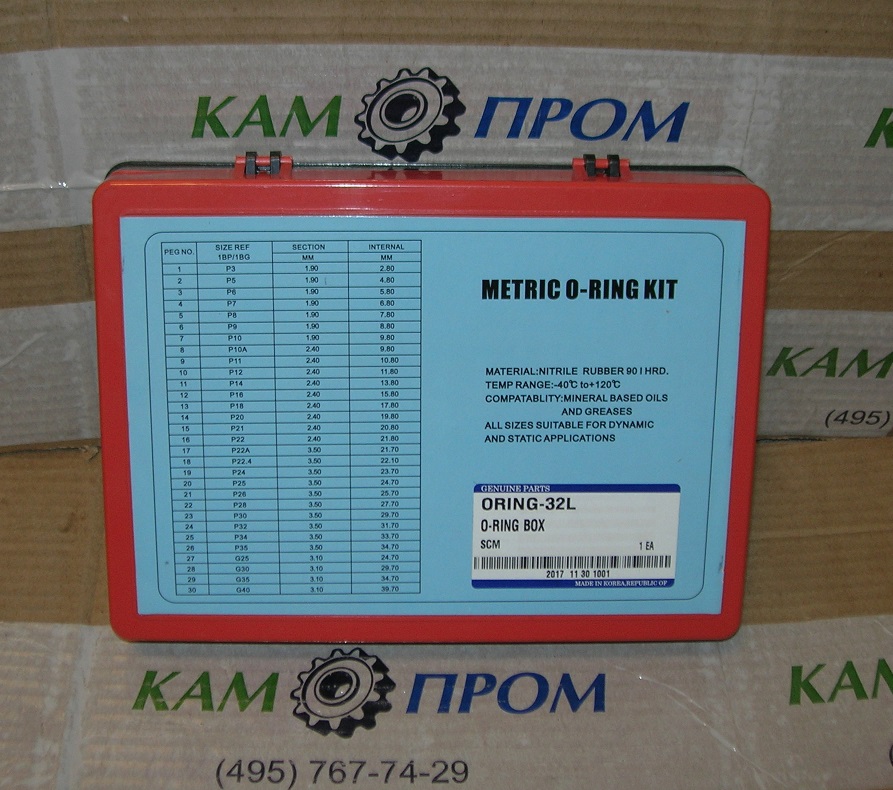 КАМ ПРОМ
КА
PEG NO. SIZE REF 1BP/1BG SECTION MM INTERNAL MM
1 P3 1.90 2.80
2 P5 1.90 4.80
3 P6 1.90 5.80
4 P7 1.90 6.80
5 P8 1.90 7.80
6 P9 1.90 8.80
7 P10 1.90 9.80
8 P10A 2.40 9.80
9 P11 2.40 10.80
10 P12 2.40 11.80
11 P14 2.40 13.80
12 P16 2.40 15.80
13 P18 2.40 17.80
14 P20 2.40 19.80
15 P21 2.40 20.80
16 P22 2.40 21.80
17 P22A 3.50 21.70
18 P22.4 3.50 22.10
19 P24 3.50 23.70
20 P25 3.50 24.70
21 P26 3.50 25.70
22 P28 3.50 27.70
23 P30 3.50 29.70
24 P32 3.50 31.70
25 P34 3.50 33.70
26 P35 3.50 34.70
27 G25 3.10 24.70
28 G30 3.10 29.70
29 G35 3.10 34.70
30 G40 3.10 39.70
METRIC O-RING KIT
MATERIAL:NITRILE RUBBER 90 I HRD.
TEMP RANGE:-40℃ to+120℃
COMPATABLITY:MINERAL BASED OILS
AND GREASES
ALL SIZES SUITABLE FOR DYNAMIC
AND STATIC APPLICATIONS
GENUINE PARTS
ORING-32L
O-RING BOX
SCM 1 EA
2017 11 30 1001
MADE IN KOREA,REPUBLIC OF
КАМ
(495)
КАМ ПРОМ
КА
(495) 767-74-29